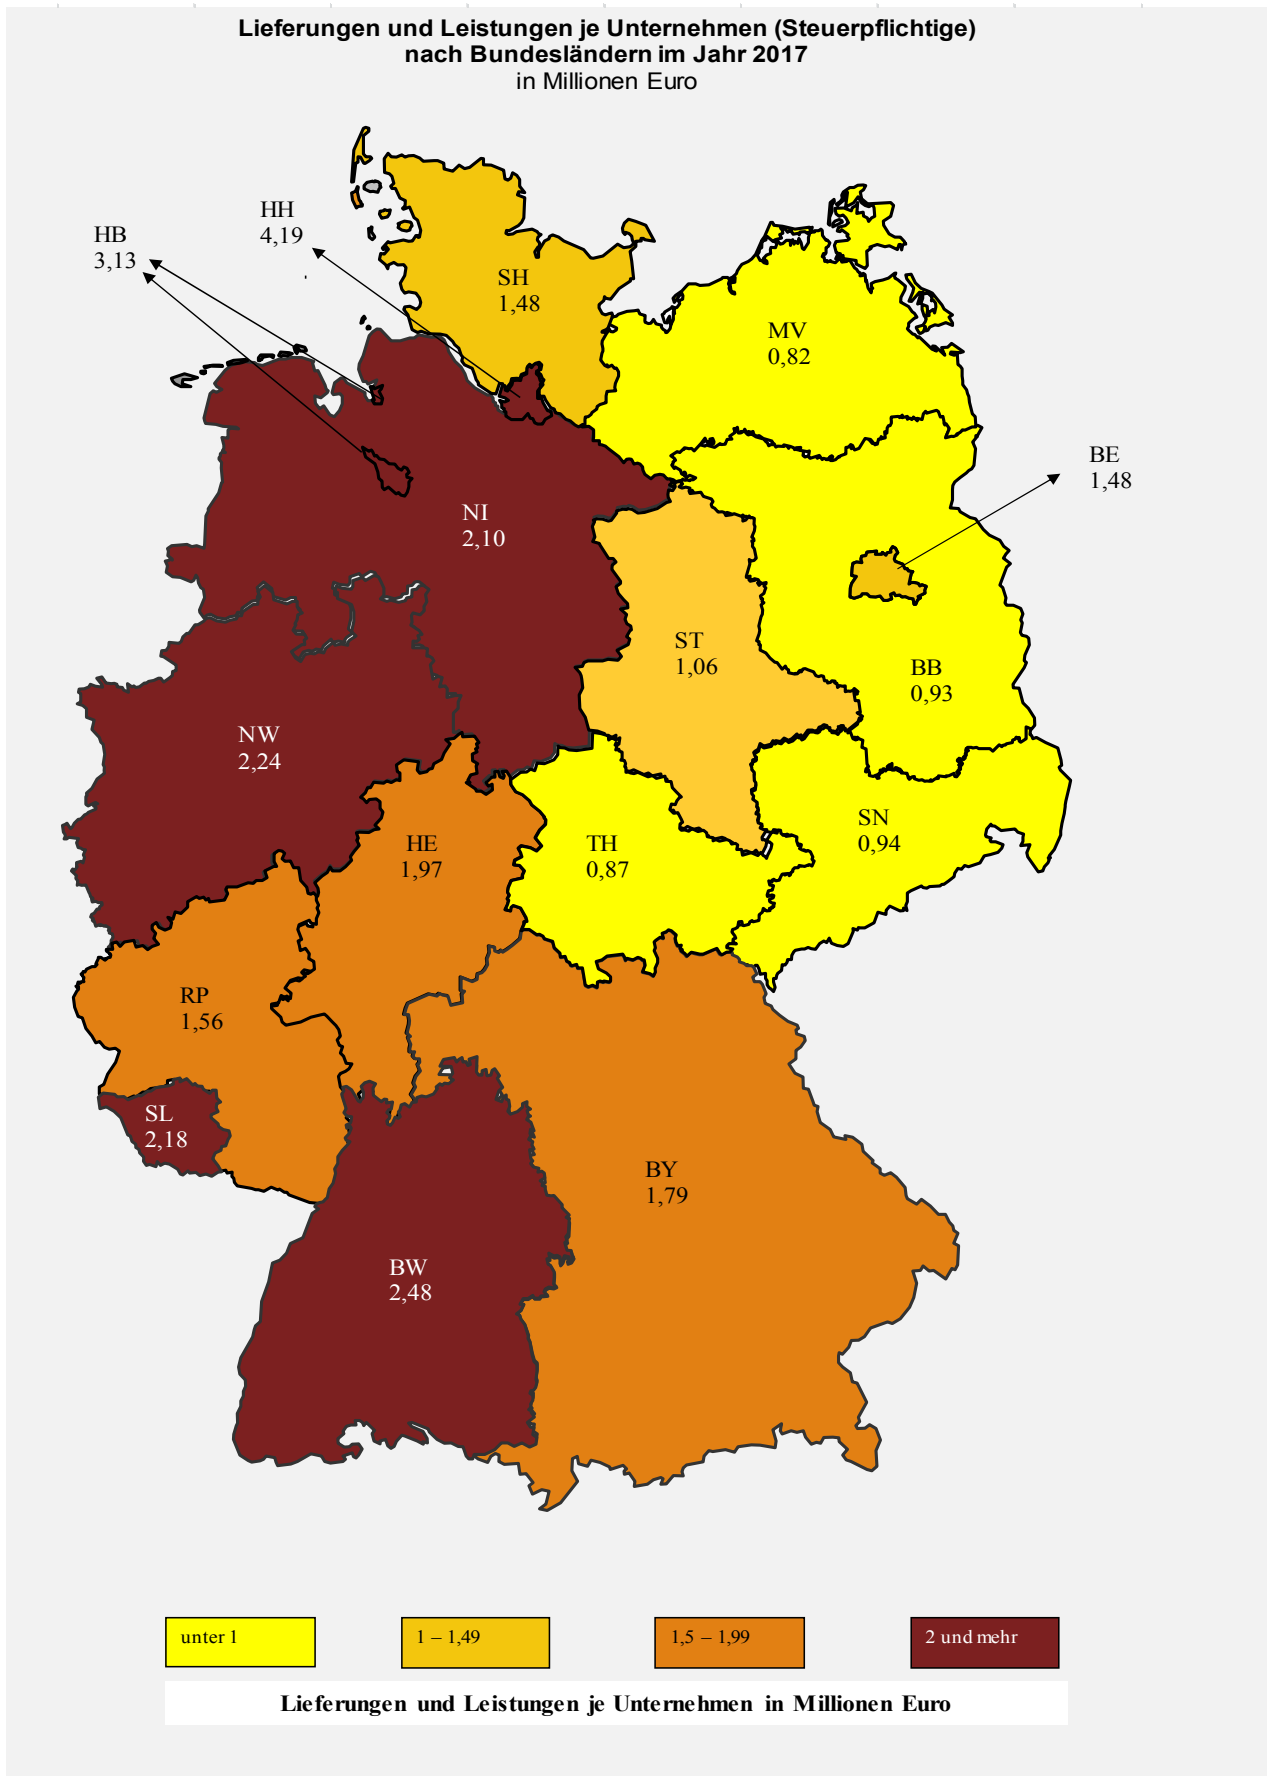 Lieferungen und Leistungen je Unternehmen (Steuerpflichtige)
nach Bundesländern im Jahr 2017
in Millionen Euro
HH
4,19
HB
3,13
SH
1,48
MV
0,82
BE
1,48
NI
2,10
ST
1,06
BB
0,93
NW
2,24
HE
1,97
TH
0,87
SN
0,94
RP
1,56
SL
2,18
BY
1,79
BW
2,48
unter 1
1 – 1,49
1,5 – 1,99
2 und mehr
Lieferungen und Leistungen je Unternehmen in Millionen Euro